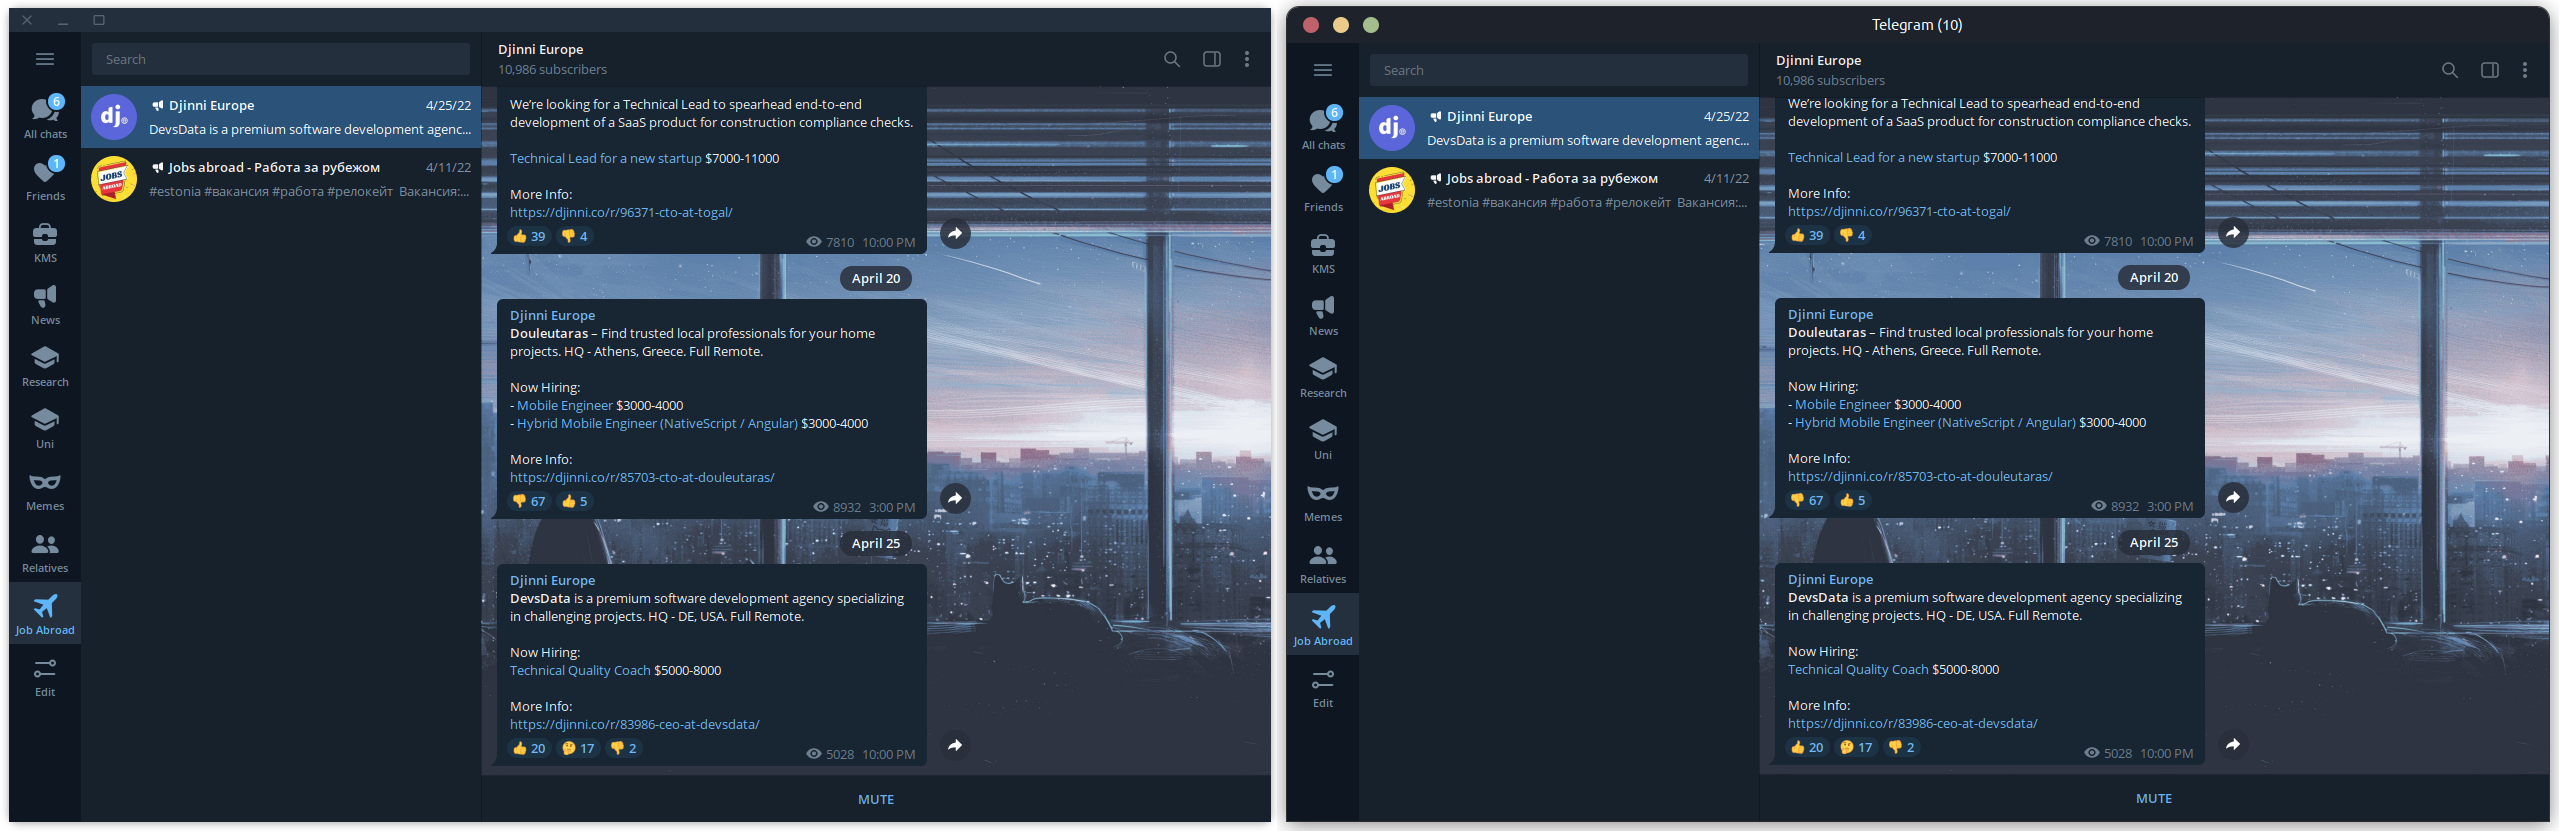 Search
6
All chats
1
Friends
KMS
News
Research
Uni
Memes
Relatives
Job Abroad
Edit
dj
Djinni Europe 4/25/22
DevsData is a premium software development agenc...
JOBS
ABROAD
Jobs abroad - Работа за рубежом 4/11/22
#estonia #вакансия #работа #релокейт Вакансия:...
Djinni Europe
10,986 subscribers
We're looking for a Technical Lead to spearhead end-to-end
development of a SaaS product for construction compliance checks.
Technical Lead for a new startup $7000-11000
More Info:
https://djinni.co/r/96371-cto-at-togal/
👍 39 👎 4 7810 10:00 PM
April 20
Djinni Europe
Douleutaras – Find trusted local professionals for your home
projects. HQ - Athens, Greece. Full Remote.
Now Hiring:
- Mobile Engineer $3000-4000
- Hybrid Mobile Engineer (NativeScript / Angular) $3000-4000
More Info:
https://djinni.co/r/85703-cto-at-douleutaras/
👎 67 👍 5 8932 3:00 PM
April 25
Djinni Europe
DevsData is a premium software development agency specializing
in challenging projects. HQ - DE, USA. Full Remote.
Now Hiring:
Technical Quality Coach $5000-8000
More Info:
https://djinni.co/r/83986-ceo-at-devsdata/
👍 20 🤔 17 👎 2 5028 10:00 PM
MUTE
Telegram (10)
Search
6
All chats
1
Friends
KMS
News
Research
Uni
Memes
Relatives
Job Abroad
Edit
dj
Djinni Europe 4/25/22
DevsData is a premium software development agenc...
JOBS
ABROAD
Jobs abroad - Работа за рубежом 4/11/22
#estonia #вакансия #работа #релокейт Вакансия:...
Djinni Europe
10,986 subscribers
We're looking for a Technical Lead to spearhead end-to-end
development of a SaaS product for construction compliance checks.
Technical Lead for a new startup $7000-11000
More Info:
https://djinni.co/r/96371-cto-at-togal/
👍 39 👎 4 7810 10:00 PM
April 20
Djinni Europe
Douleutaras – Find trusted local professionals for your home
projects. HQ - Athens, Greece. Full Remote.
Now Hiring:
- Mobile Engineer $3000-4000
- Hybrid Mobile Engineer (NativeScript / Angular) $3000-4000
More Info:
https://djinni.co/r/85703-cto-at-douleutaras/
👎 67 👍 5 8932 3:00 PM
April 25
Djinni Europe
DevsData is a premium software development agency specializing
in challenging projects. HQ - DE, USA. Full Remote.
Now Hiring:
Technical Quality Coach $5000-8000
More Info:
https://djinni.co/r/83986-ceo-at-devsdata/
👍 20 🤔 17 👎 2 5028 10:00 PM
MUTE